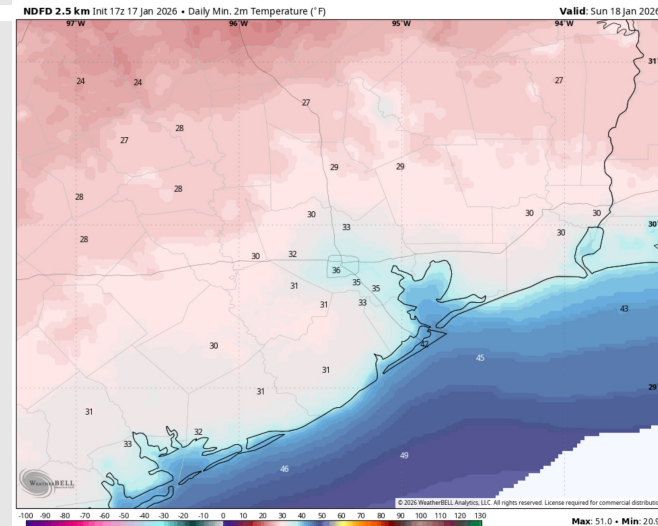 NDFD 2.5 km Init 17z 17 Jan 2026 • Daily Min. 2m Temperature (°F) Valid: Sun 18 Jan 2026
97°W 96°W 95°W 94°W
31°
24 24 27
27
28
27
29 29
28 28
30 30 30
33 30°
28 30
30 32
36
31 35 35
31 33
43
42
30 45
31
29°
31
31
32
33
49
46
WeatherBELL
© 2026 WeatherBELL Analytics, LLC. All rights reserved. License required for commercial distributio
-100 -90 -80 -70 -60 -50 -40 -30 -20 -10 0 10 20 30 40 50 60 70 80 90 100 110 120 130
Max: 51.0 • Min: 20.9